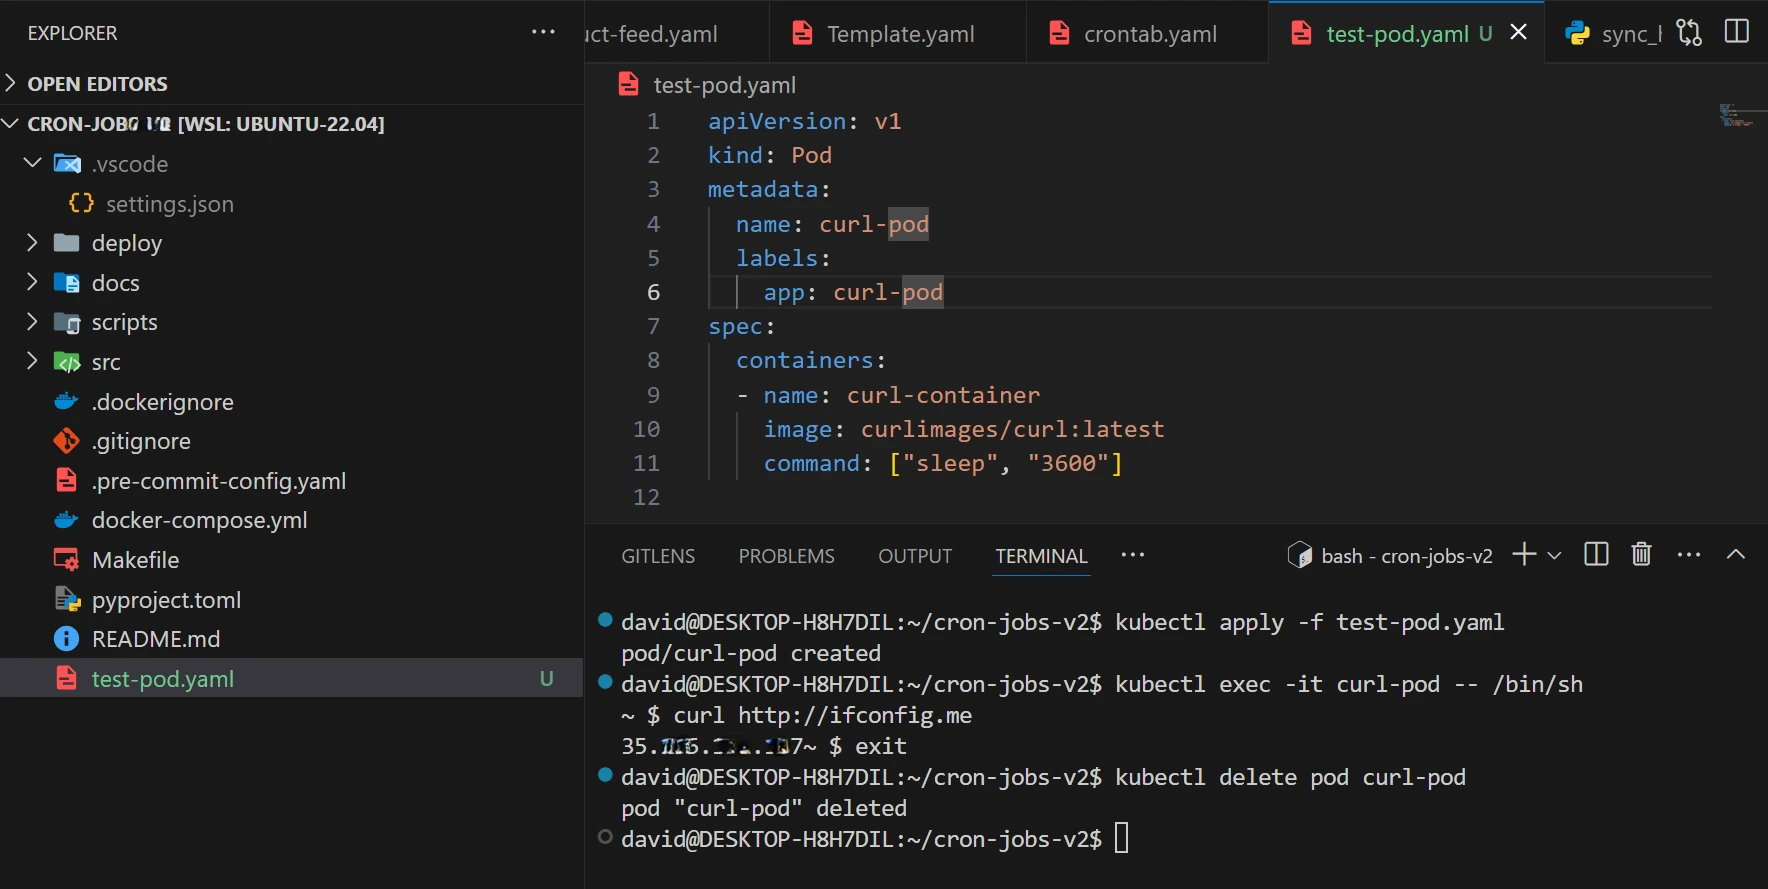 EXPLORER
OPEN EDITORS
CRON-JOB [WSL: UBUNTU-22.04]
.vscode
settings.json
deploy
docs
scripts
src
.dockerignore
.gitignore
.pre-commit-config.yaml
docker-compose.yml
Makefile
pyproject.toml
README.md
test-pod.yaml U
ct-feed.yaml
Template.yaml
crontab.yaml
test-pod.yaml U
sync_
test-pod.yaml
1 apiVersion: v1
2 kind: Pod
3 metadata:
4 name: curl-pod
5 labels:
6 app: curl-pod
7 spec:
8 containers:
9 - name: curl-container
10 image: curlimages/curl:latest
11 command: ["sleep", "3600"]
12
GITLENS PROBLEMS OUTPUT TERMINAL
bash - cron-jobs-v2
david@DESKTOP-H8H7DIL:~/cron-jobs-v2$ kubectl apply -f test-pod.yaml
pod/curl-pod created
david@DESKTOP-H8H7DIL:~/cron-jobs-v2$ kubectl exec -it curl-pod -- /bin/sh
~ $ curl http://ifconfig.me
35. 7~ $ exit
david@DESKTOP-H8H7DIL:~/cron-jobs-v2$ kubectl delete pod curl-pod
pod "curl-pod" deleted
david@DESKTOP-H8H7DIL:~/cron-jobs-v2$